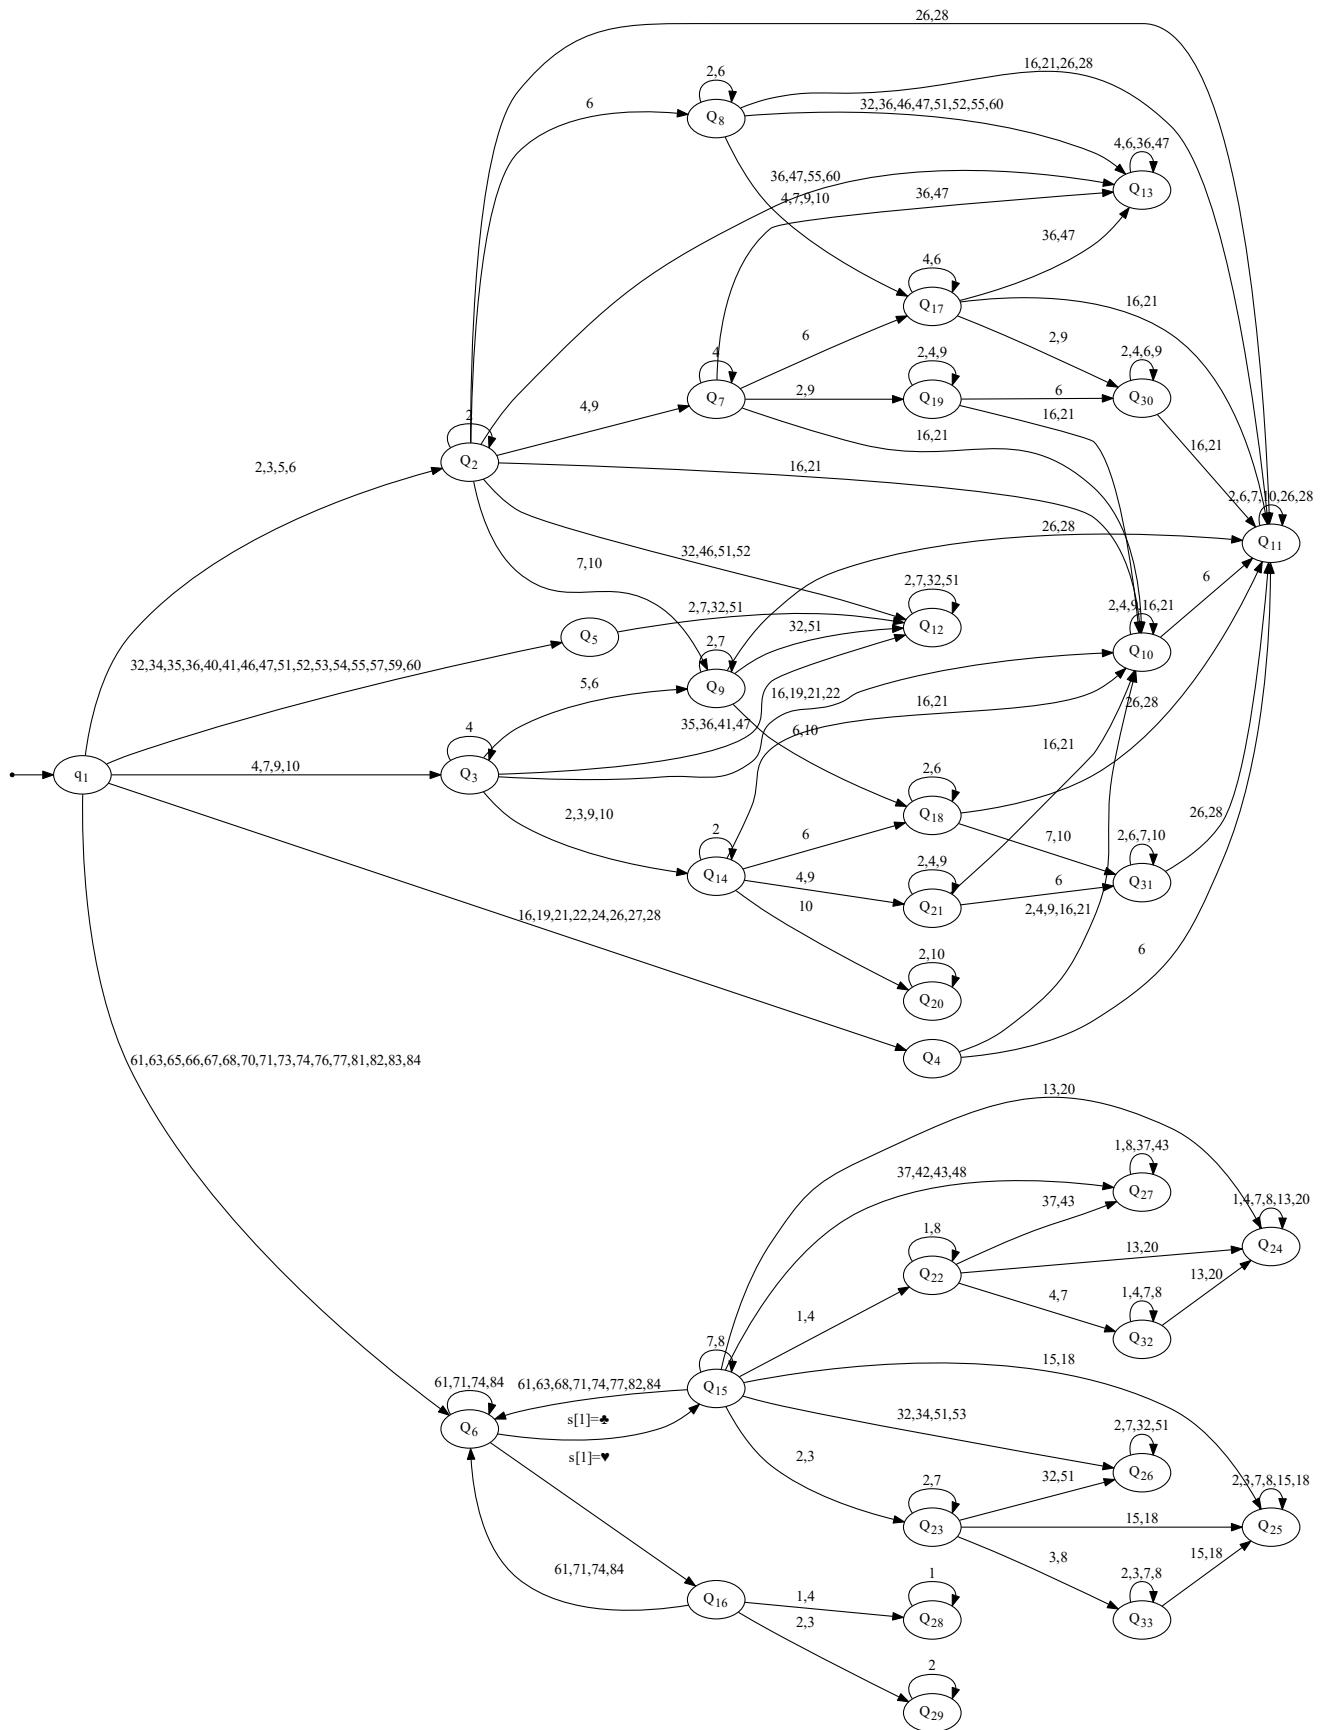 26,28
2,6
16,21,26,28
6
Q8
32,36,46,47,51,52,55,60
4,6,36,47
36,47,55,60
Q13
4,7,9,10
36,47
36,47
4,6
Q17
16,21
6
2,9
4
2,4,9
2,4,6,9
4,9
Q7
2,9
Q19
6
Q30
2
16,21
16,21
16,21
2,3,5,6
Q2
16,21
2,6,7,10,26,28
26,28
Q11
32,46,51,52
7,10
2,7,32,51
6
2,7,32,51
2,4,9,16,21
Q5
32,51
Q12
2,7
Q10
32,34,35,36,40,41,46,47,51,52,53,54,55,57,59,60
5,6
Q9
16,19,21,22
16,21
26,28
4
35,36,41,47
6,10
16,21
q1
4,7,9,10
Q3
2,6
2,3,9,10
2
6
Q18
7,10
2,6,7,10
26,28
Q14
4,9
2,4,9
6
Q31
10
Q21
2,4,9,16,21
16,19,21,22,24,26,27,28
2,10
6
Q20
Q4
61,63,65,66,67,68,70,71,73,74,76,77,81,82,83,84
13,20
1,8,37,43
37,42,43,48
Q27
37,43
1,4,7,8,13,20
1,8
Q24
13,20
Q22
13,20
4,7
1,4,7,8
1,4
Q32
7,8
15,18
61,71,74,84
61,63,68,71,74,77,82,84
Q15
s[1]=♣
32,34,51,53
Q6
2,7,32,51
s[1]=♥
2,3
Q26
32,51
2,7
2,3,7,8,15,18
Q23
15,18
Q25
3,8
15,18
61,71,74,84
2,3,7,8
1
Q33
Q16
1,4
Q28
2,3
2
Q29